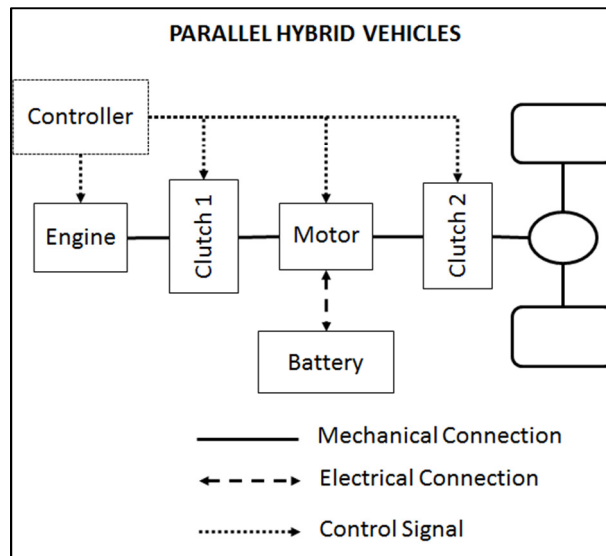 PARALLEL HYBRID VEHICLES
Controller
Engine
Clutch 1
Motor
Clutch 2
Battery
Mechanical Connection
Electrical Connection
Control Signal